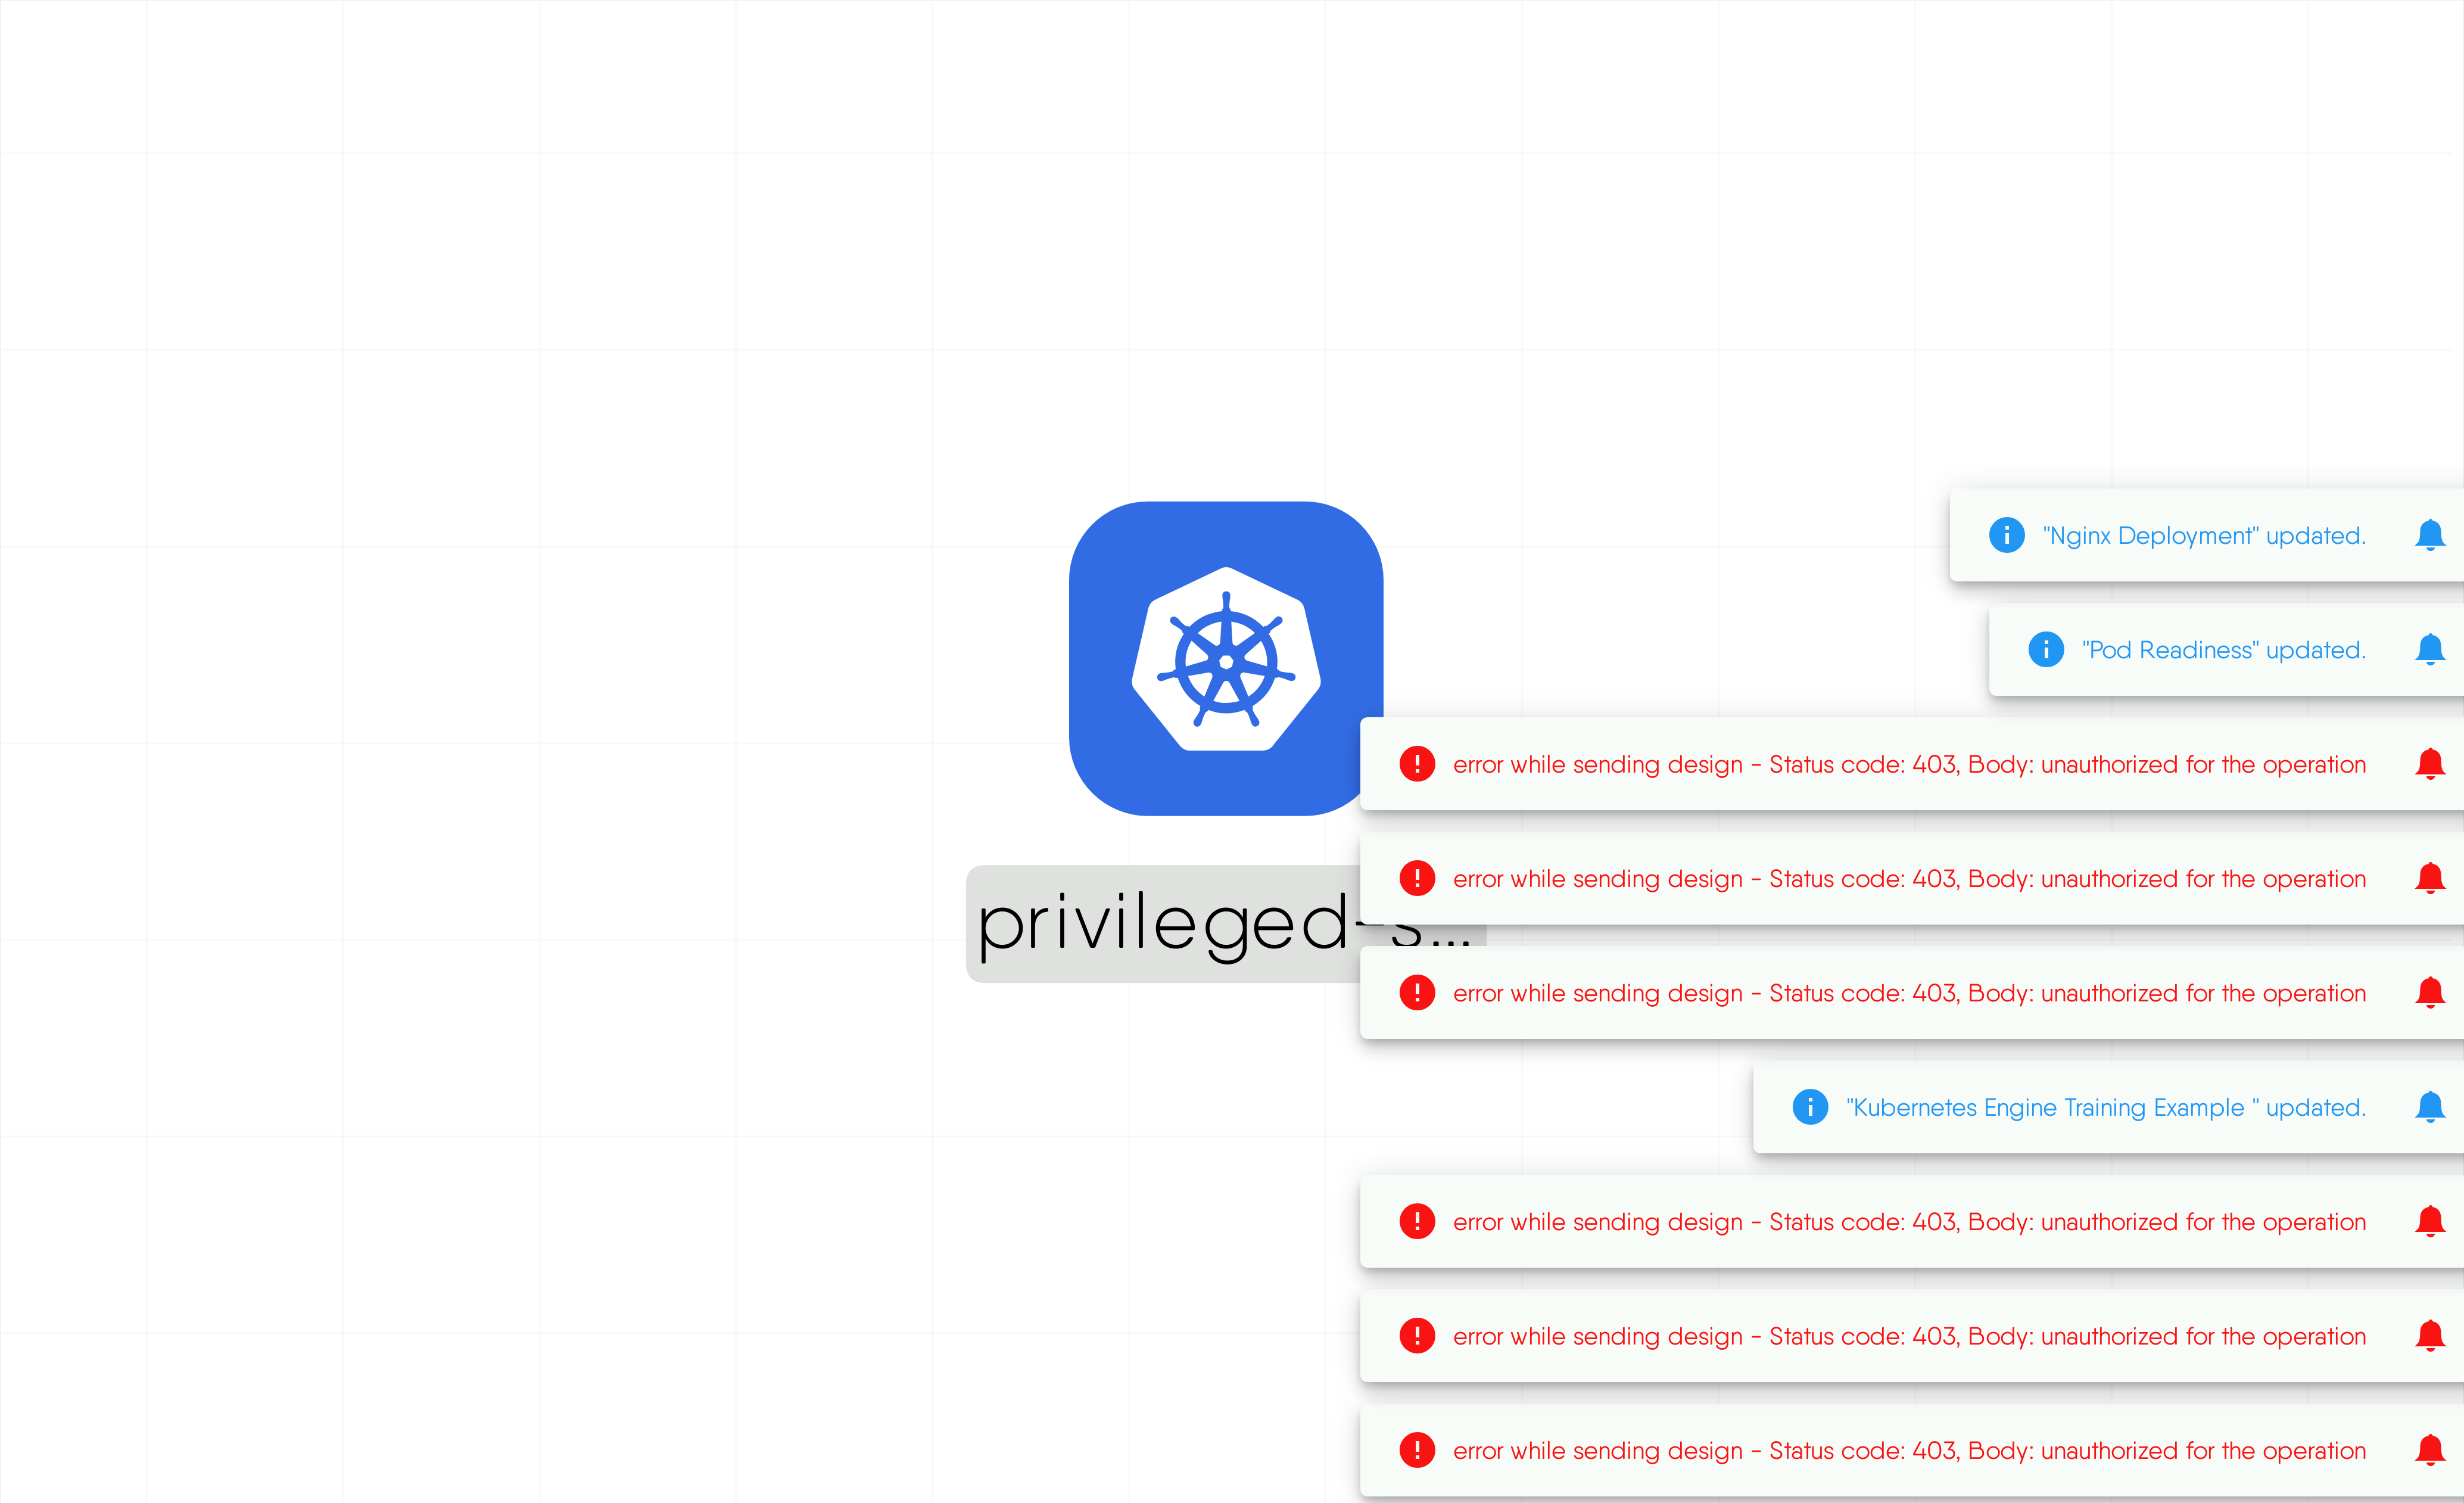 "Nginx Deployment" updated.
"Pod Readiness" updated.
error while sending design - Status code: 403, Body: unauthorized for the operation
error while sending design - Status code: 403, Body: unauthorized for the operation
privileged-s...
error while sending design - Status code: 403, Body: unauthorized for the operation
"Kubernetes Engine Training Example " updated.
error while sending design - Status code: 403, Body: unauthorized for the operation
error while sending design - Status code: 403, Body: unauthorized for the operation
error while sending design - Status code: 403, Body: unauthorized for the operation